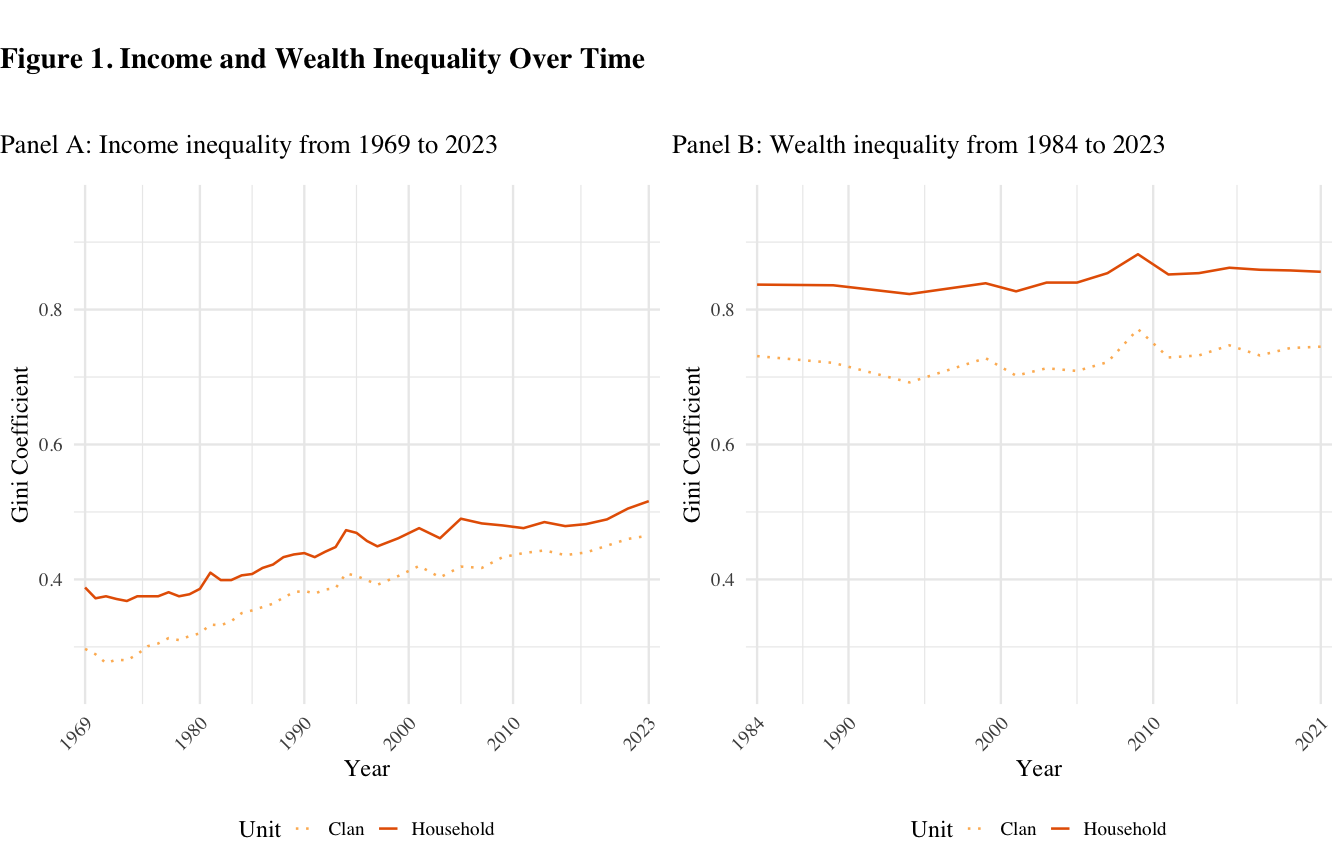 Figure 1. Income and Wealth Inequality Over Time
Panel A: Income inequality from 1969 to 2023
Gini Coefficient
0.8
0.6
0.4
1969
1980
1990
2000
2010
2023
Year
Unit Clan Household
Panel B: Wealth inequality from 1984 to 2023
Gini Coefficient
0.8
0.6
0.4
1984
1990
2000
2010
2021
Year
Unit Clan Household